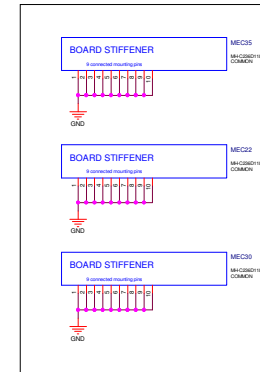 MEC35
BOARD STIFFENER
MH-C236D118
COMMON
9 connected mounting pins
1 2 3 4 5 6 7 8 9 10
GND
MEC22
BOARD STIFFENER
MH-C236D118
COMMON
9 connected mounting pins
1 2 3 4 5 6 7 8 9 10
GND
MEC30
BOARD STIFFENER
MH-C236D118
COMMON
9 connected mounting pins
1 2 3 4 5 6 7 8 9 10
GND